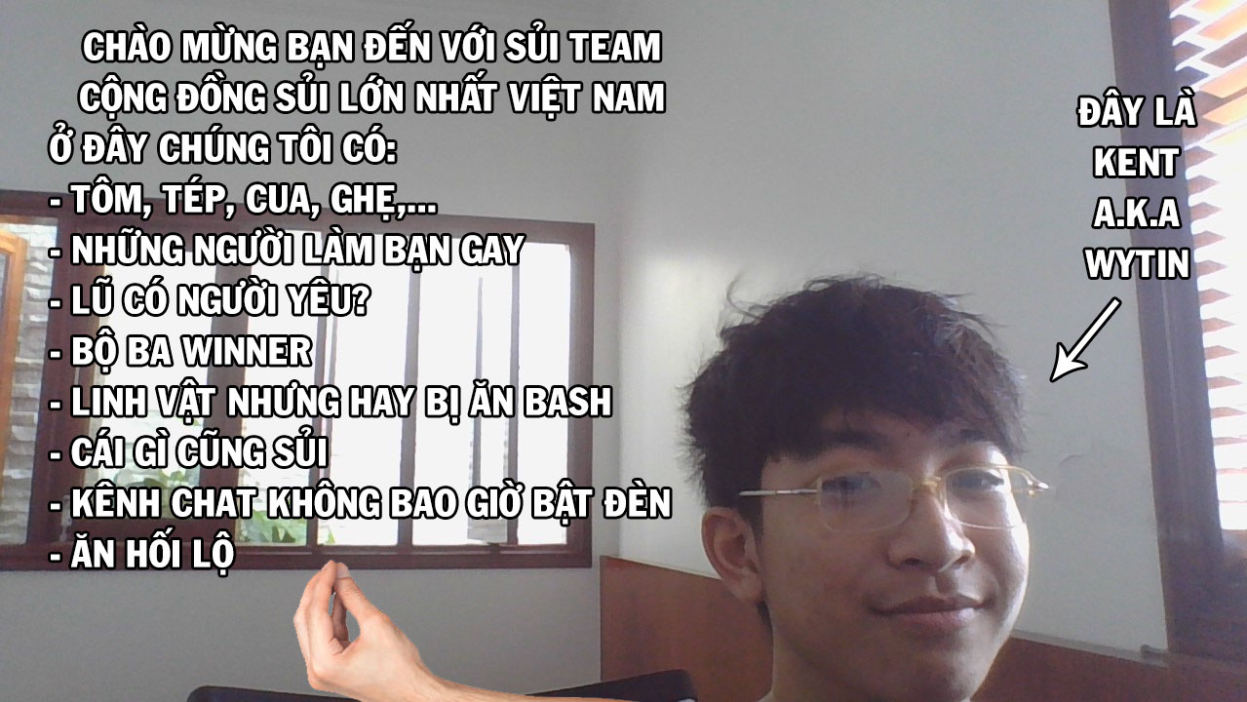 CHÀO MỪNG BẠN ĐẾN VỚI SỦI TEAM
CỘNG ĐỒNG SỦI LỚN NHẤT VIỆT NAM
Ở ĐÂY CHÚNG TÔI CÓ:
- TÔM, TÉP, CUA, GHẸ,...
- NHỮNG NGƯỜI LÀM BẠN GAY
- LŨ CÓ NGƯỜI YÊU?
- BỘ BA WINNER
- LINH VẬT NHƯNG HAY BỊ ĂN BASH
- CÁI GÌ CŨNG SỦI
- KÊNH CHAT KHÔNG BAO GIỜ BẬT ĐÈN
- ĂN HỐI LỘ
ĐÂY LÀ
KENT
A.K.A
WYTIN